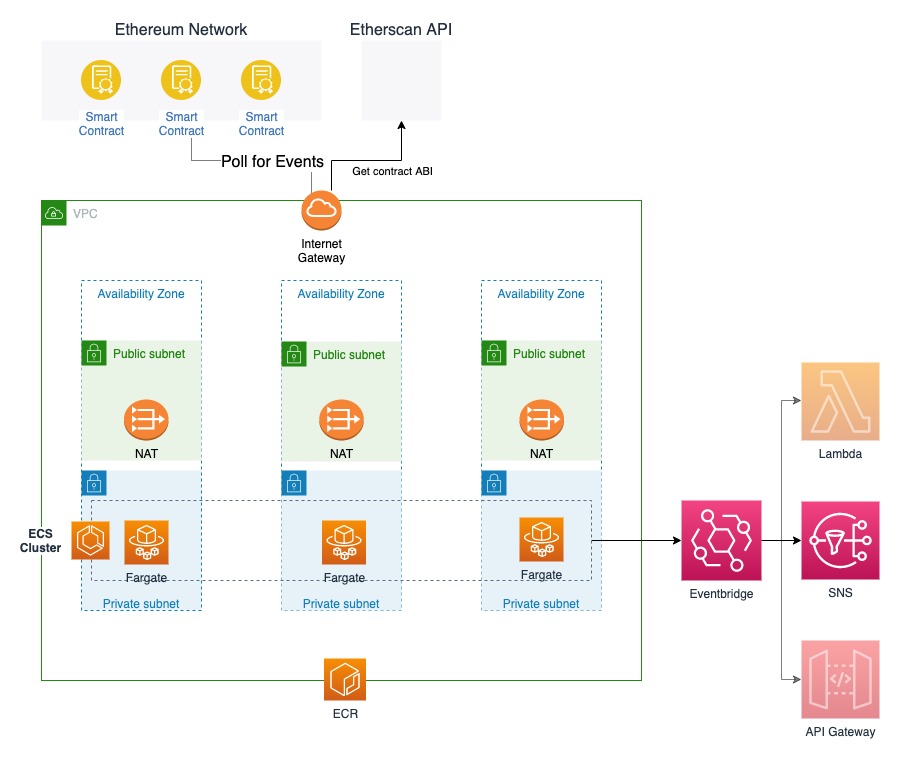 Ethereum Network
Etherscan API
Smart
Contract
Smart
Contract
Smart
Contract
Poll for Events
Get contract ABI
VPC
Internet
Gateway
Availability Zone
Availability Zone
Availability Zone
Public subnet
Public subnet
Public subnet
NAT
NAT
NAT
Lambda
ECS
Cluster
Fargate
Fargate
Fargate
Eventbridge
SNS
Private subnet
Private subnet
Private subnet
ECR
API Gateway